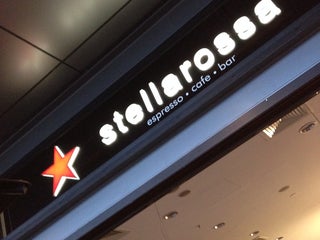 stellarossa
espresso • cafe • bar